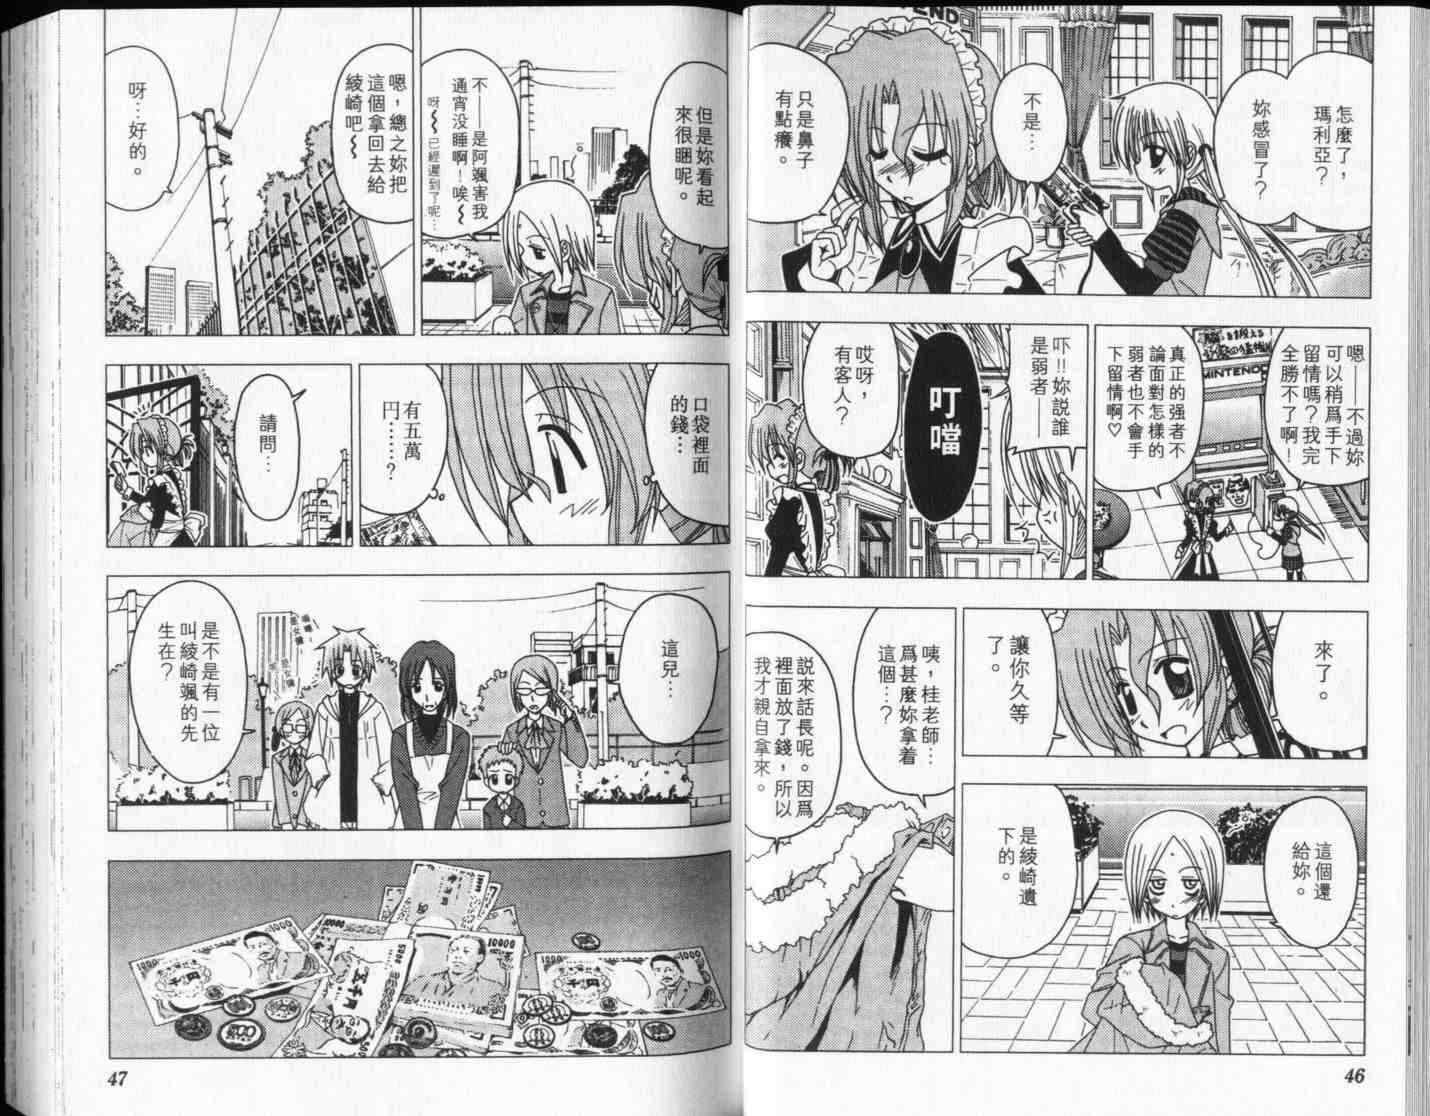 怎麼了，
瑪利亞？
妳感冒了？
不是…
只是鼻子
有點癢。
嗯——不過妳
可以稍爲手下
留情嗎？我完
全勝不了啊！
MINTENDO
真正的强者不
論面對怎樣的
弱者也不會手
下留情啊♡
吓!!妳説誰
是弱者——
叮噹
哎呀，
有客人？
來了。
讓你久等
了。
這個還
給妳。
是綾崎遺
下的。
咦，桂老師…
爲甚麼妳拿着
這個…？
説來話長呢。因爲
裡面放了錢，所以
我才親自拿來。
46
但是妳看起
來很睏呢。
不——是阿颯害我
通宵没睡啊！唉～
呀～～已經遲到了呢…
嗯，總之妳把
這個拿回去給
綾崎吧～
呀…好的。
口袋裡面
的錢…
有五萬
円………？
請問…
這兒…
是不是有一位
叫綾崎颯的先
生在？
1000
10000
5000
1000
47